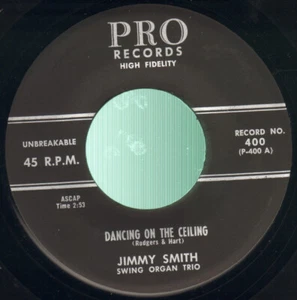 PRO
RECORDS
HIGH FIDELITY
UNBREAKABLE
45 R.P.M.
RECORD NO.
400
(P-400 A)
ASCAP
Time 2:53
DANCING ON THE CEILING
(Rodgers & Hart)
JIMMY SMITH
SWING ORGAN TRIO